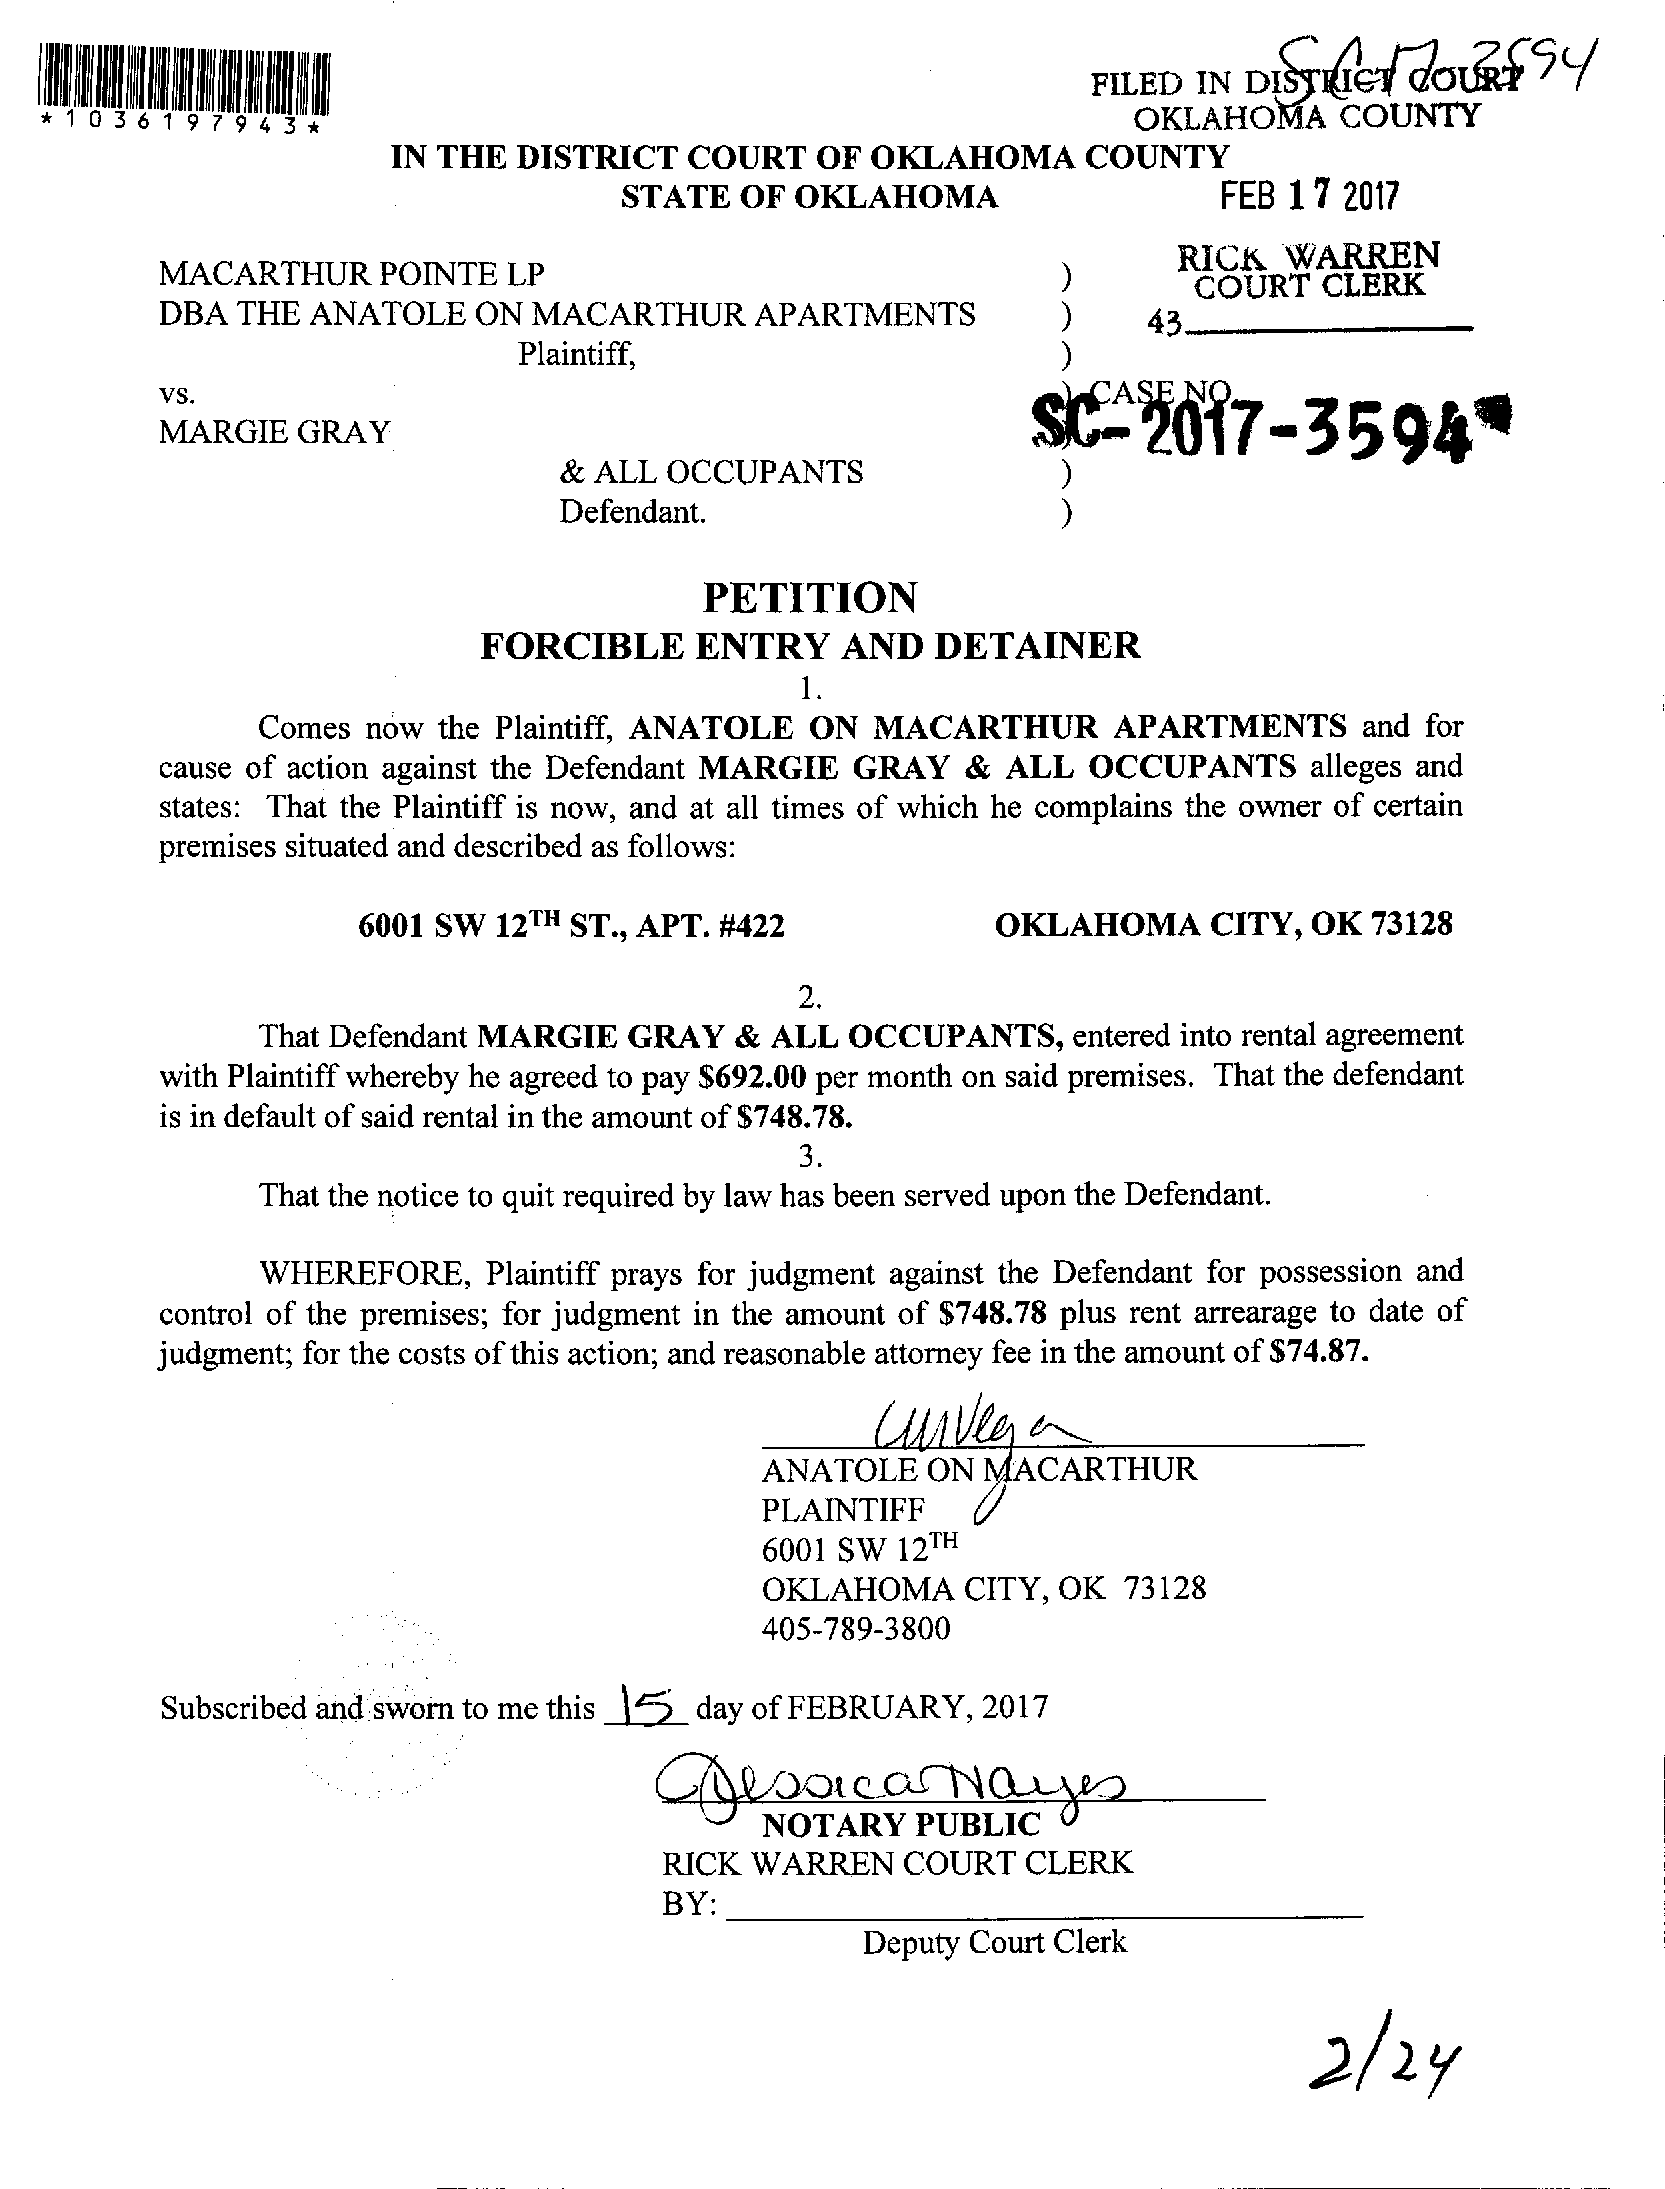 SC-17-3594
*1036197943*
FILED IN DISTRICT COURT
OKLAHOMA COUNTY
IN THE DISTRICT COURT OF OKLAHOMA COUNTY
STATE OF OKLAHOMA
FEB 17 2017
RICK WARREN
COURT CLERK
43
MACARTHUR POINTE LP )
DBA THE ANATOLE ON MACARTHUR APARTMENTS )
Plaintiff, )
vs. ) CASE NO.
SC-2017-3594
MARGIE GRAY
& ALL OCCUPANTS )
Defendant. )
PETITION
FORCIBLE ENTRY AND DETAINER
1.
Comes now the Plaintiff, ANATOLE ON MACARTHUR APARTMENTS and for
cause of action against the Defendant MARGIE GRAY & ALL OCCUPANTS alleges and
states: That the Plaintiff is now, and at all times of which he complains the owner of certain
premises situated and described as follows:
6001 SW 12TH ST., APT. #422 OKLAHOMA CITY, OK 73128
2.
That Defendant MARGIE GRAY & ALL OCCUPANTS, entered into rental agreement
with Plaintiff whereby he agreed to pay $692.00 per month on said premises. That the defendant
is in default of said rental in the amount of $748.78.
3.
That the notice to quit required by law has been served upon the Defendant.
WHEREFORE, Plaintiff prays for judgment against the Defendant for possession and
control of the premises; for judgment in the amount of $748.78 plus rent arrearage to date of
judgment; for the costs of this action; and reasonable attorney fee in the amount of $74.87.
ANATOLE ON MACARTHUR
PLAINTIFF
6001 SW 12TH
OKLAHOMA CITY, OK 73128
405-789-3800
Subscribed and sworn to me this 15 day of FEBRUARY, 2017
Jessica Hayes
NOTARY PUBLIC
RICK WARREN COURT CLERK
BY:
Deputy Court Clerk
2/24